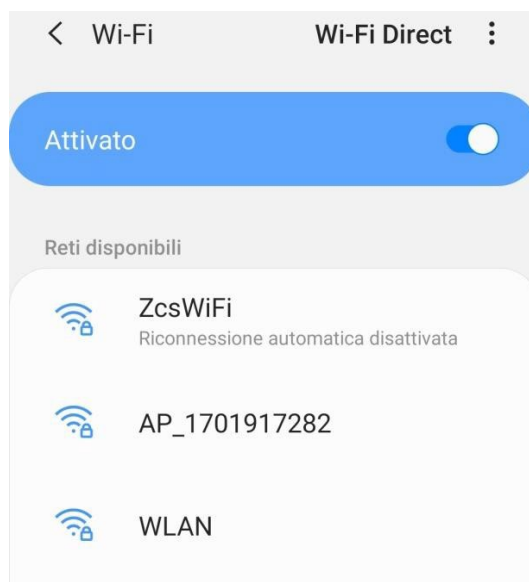 Wi-Fi Wi-Fi Direct
Attivato
Reti disponibili
ZcsWiFi
Riconnessione automatica disattivata
AP_1701917282
WLAN